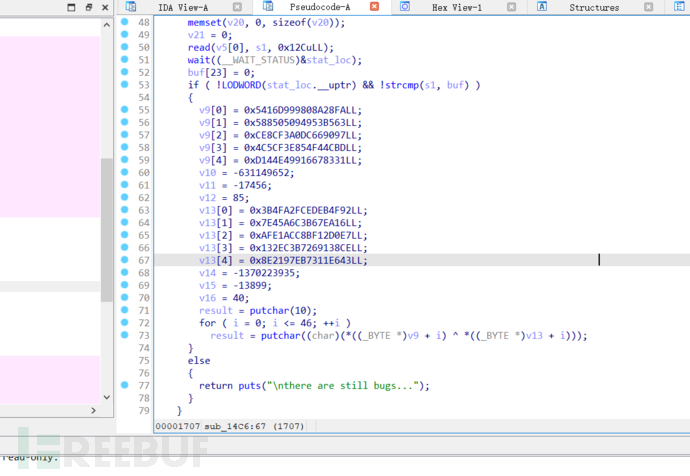 IDA View-A
Pseudocode-A
Hex View-1
Structures
48 memset(v20, 0, sizeof(v20));
49 v21 = 0;
50 read(v5[0], s1, 0x12CuLL);
51 wait((__WAIT_STATUS)&stat_loc);
52 buf[23] = 0;
53 if ( !LODWORD(stat_loc.__uptr) && !strcmp(s1, buf) )
54 {
55 v9[0] = 0x5416D999808A28FALL;
56 v9[1] = 0x588505094953B563LL;
57 v9[2] = 0xCE8CF3A0DC669097LL;
58 v9[3] = 0x4C5CF3E854F44CBDLL;
59 v9[4] = 0xD144E49916678331LL;
60 v10 = -631149652;
61 v11 = -17456;
62 v12 = 85;
63 v13[0] = 0x3B4FA2FCEDEB4F92LL;
64 v13[1] = 0x7E45A6C3B67EA16LL;
65 v13[2] = 0xAFE1ACC8BF12D0E7LL;
66 v13[3] = 0x132EC3B7269138CELL;
67 v13[4] = 0x8E2197EB7311E643LL;
68 v14 = -1370223935;
69 v15 = -13899;
70 v16 = 40;
71 result = putchar(10);
72 for ( i = 0; i <= 46; ++i )
73 result = putchar((char)(*((_BYTE *)v9 + i) ^ *((_BYTE *)v13 + i)));
74 }
75 else
76 {
77 return puts("\nthere are still bugs...");
78 }
79 }
00001707 sub_14C6:67 (1707)
read-only.
REEBUF